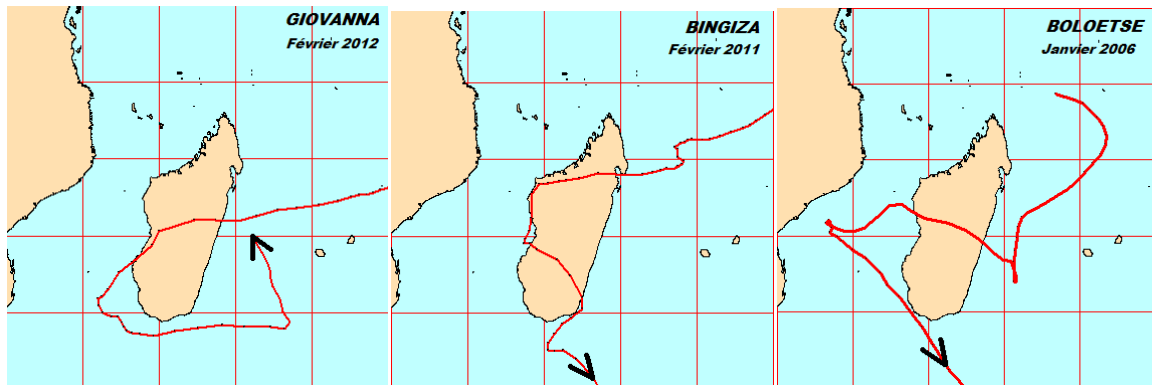 GIOVANNA
Février 2012
BINGIZA
Février 2011
BOLOETSE
Janvier 2006